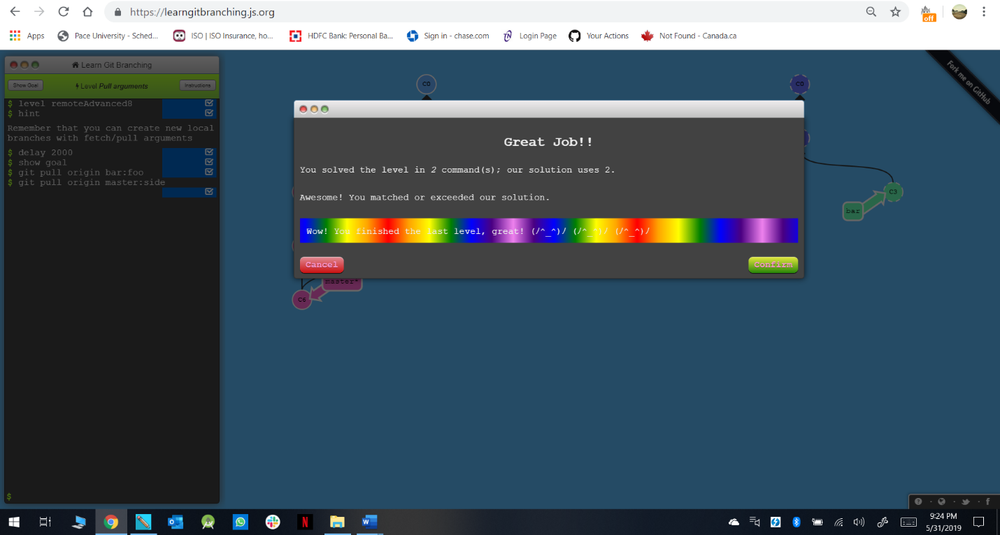 https://learngitbranching.js.org
off
Apps
Pace University - Sched...
ISO | ISO Insurance, ho...
HDFC Bank: Personal Ba...
Sign in - chase.com
Login Page
Your Actions
Not Found - Canada.ca
Learn Git Branching
Show Goal
Level Pull arguments
Instructions
$ level remoteAdvanced8
$ hint
Remember that you can create new local
branches with fetch/pull arguments
$ delay 2000
$ show goal
$ git pull origin bar:foo
$ git pull origin master:side
$
C0
C0
Fork me on GitHub
Great Job!!
You solved the level in 2 command(s); our solution uses 2.
Awesome! You matched or exceeded our solution.
Wow! You finished the last level, great! (/^_^)/ (/^_^)/ (/^_^)/
Cancel
Confirm
C3
bar
master*
C6
9:24 PM
5/31/2019